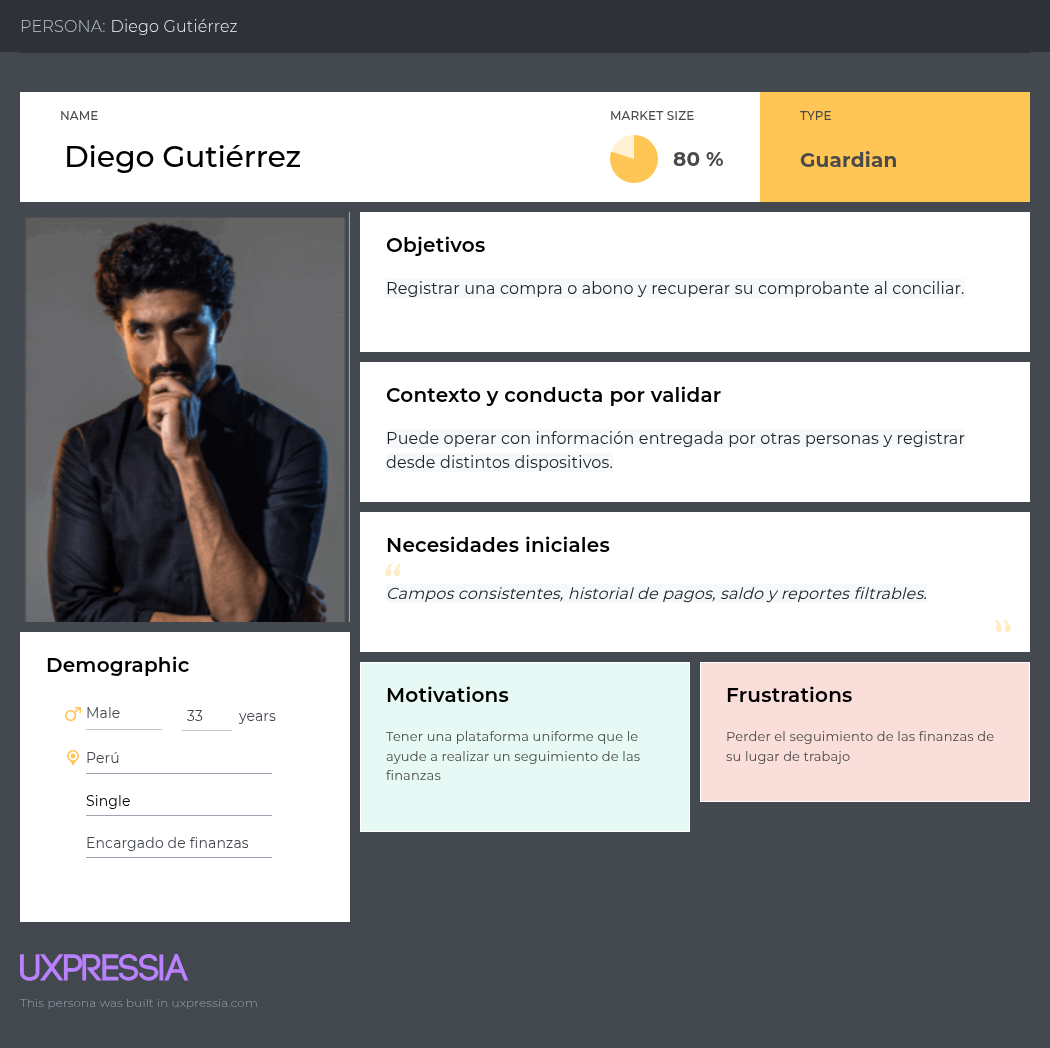 PERSONA: Diego Gutiérrez
NAME
Diego Gutiérrez
MARKET SIZE
80 %
TYPE
Guardian
Objetivos
Registrar una compra o abono y recuperar su comprobante al conciliar.
Contexto y conducta por validar
Puede operar con información entregada por otras personas y registrar
desde distintos dispositivos.
Necesidades iniciales
“
Campos consistentes, historial de pagos, saldo y reportes filtrables.
”
Demographic
Male
33 years
Perú
Single
Encargado de finanzas
Motivations
Tener una plataforma uniforme que le
ayude a realizar un seguimiento de las
finanzas
Frustrations
Perder el seguimiento de las finanzas de
su lugar de trabajo
UXPRESSIA
This persona was built in uxpressia.com